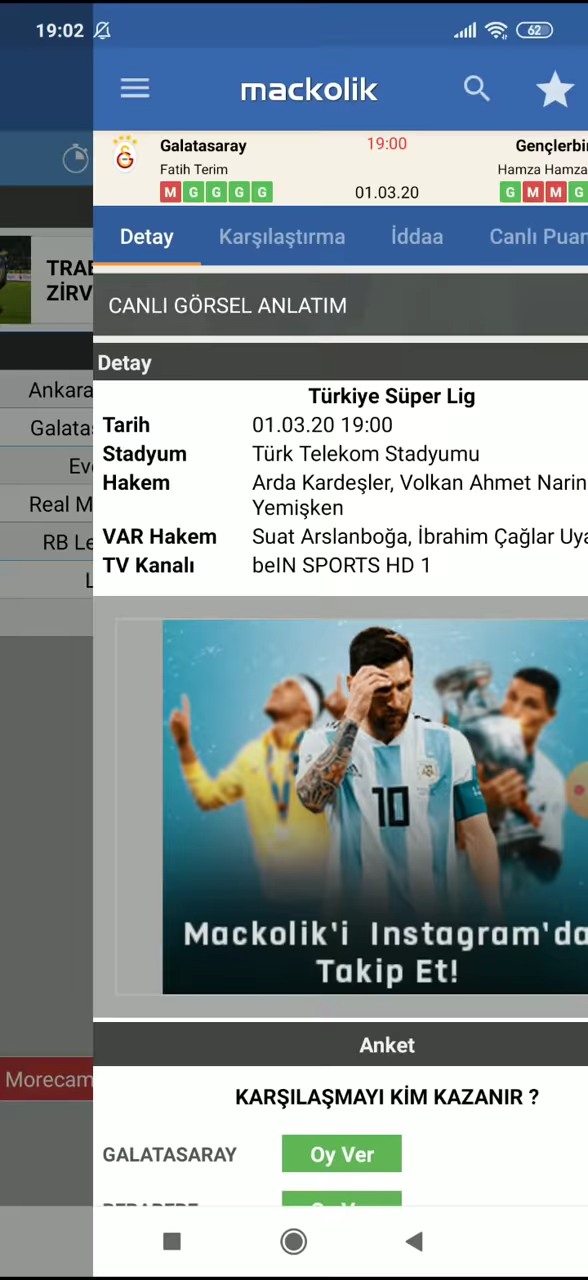 19:02
62
mackolik
Galatasaray 19:00 Gençlerbi
Fatih Terim Hamza Hamza
M G G G G 01.03.20 G M M G
Detay Karşılaştırma İddaa Canlı Puan
TRAB
ZİRV
CANLI GÖRSEL ANLATIM
Detay
Türkiye Süper Lig
Ankara
Tarih 01.03.20 19:00
Galatas
Stadyum Türk Telekom Stadyumu
Eve
Hakem Arda Kardeşler, Volkan Ahmet Narin
Yemişken
Real M
VAR Hakem Suat Arslanboğa, İbrahim Çağlar Uya
RB Le
TV Kanalı beIN SPORTS HD 1
L
10
Mackolik'i Instagram'da
Takip Et!
Anket
Morecam
KARŞILAŞMAYI KİM KAZANIR ?
GALATASARAY Oy Ver